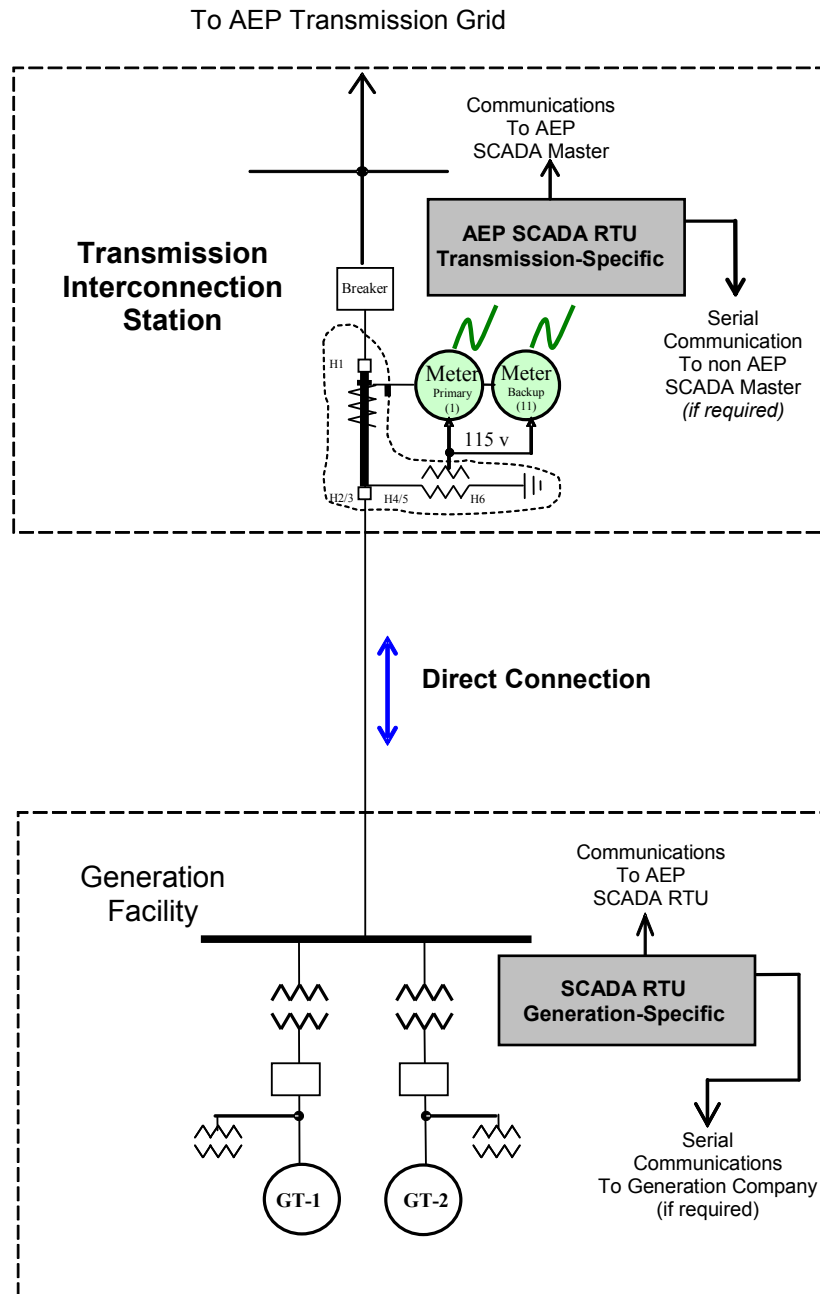 To AEP Transmission Grid
Communications
To AEP
SCADA Master
AEP SCADA RTU
Transmission-Specific
Transmission
Interconnection
Station
Breaker
Serial
Communication
To non AEP
SCADA Master
(if required)
H1
Meter
Primary
(1)
Meter
Backup
(11)
115 v
H2/3
H4/5
H6
Direct Connection
Generation
Facility
Communications
To AEP
SCADA RTU
SCADA RTU
Generation-Specific
GT-1
GT-2
Serial
Communications
To Generation Company
(if required)